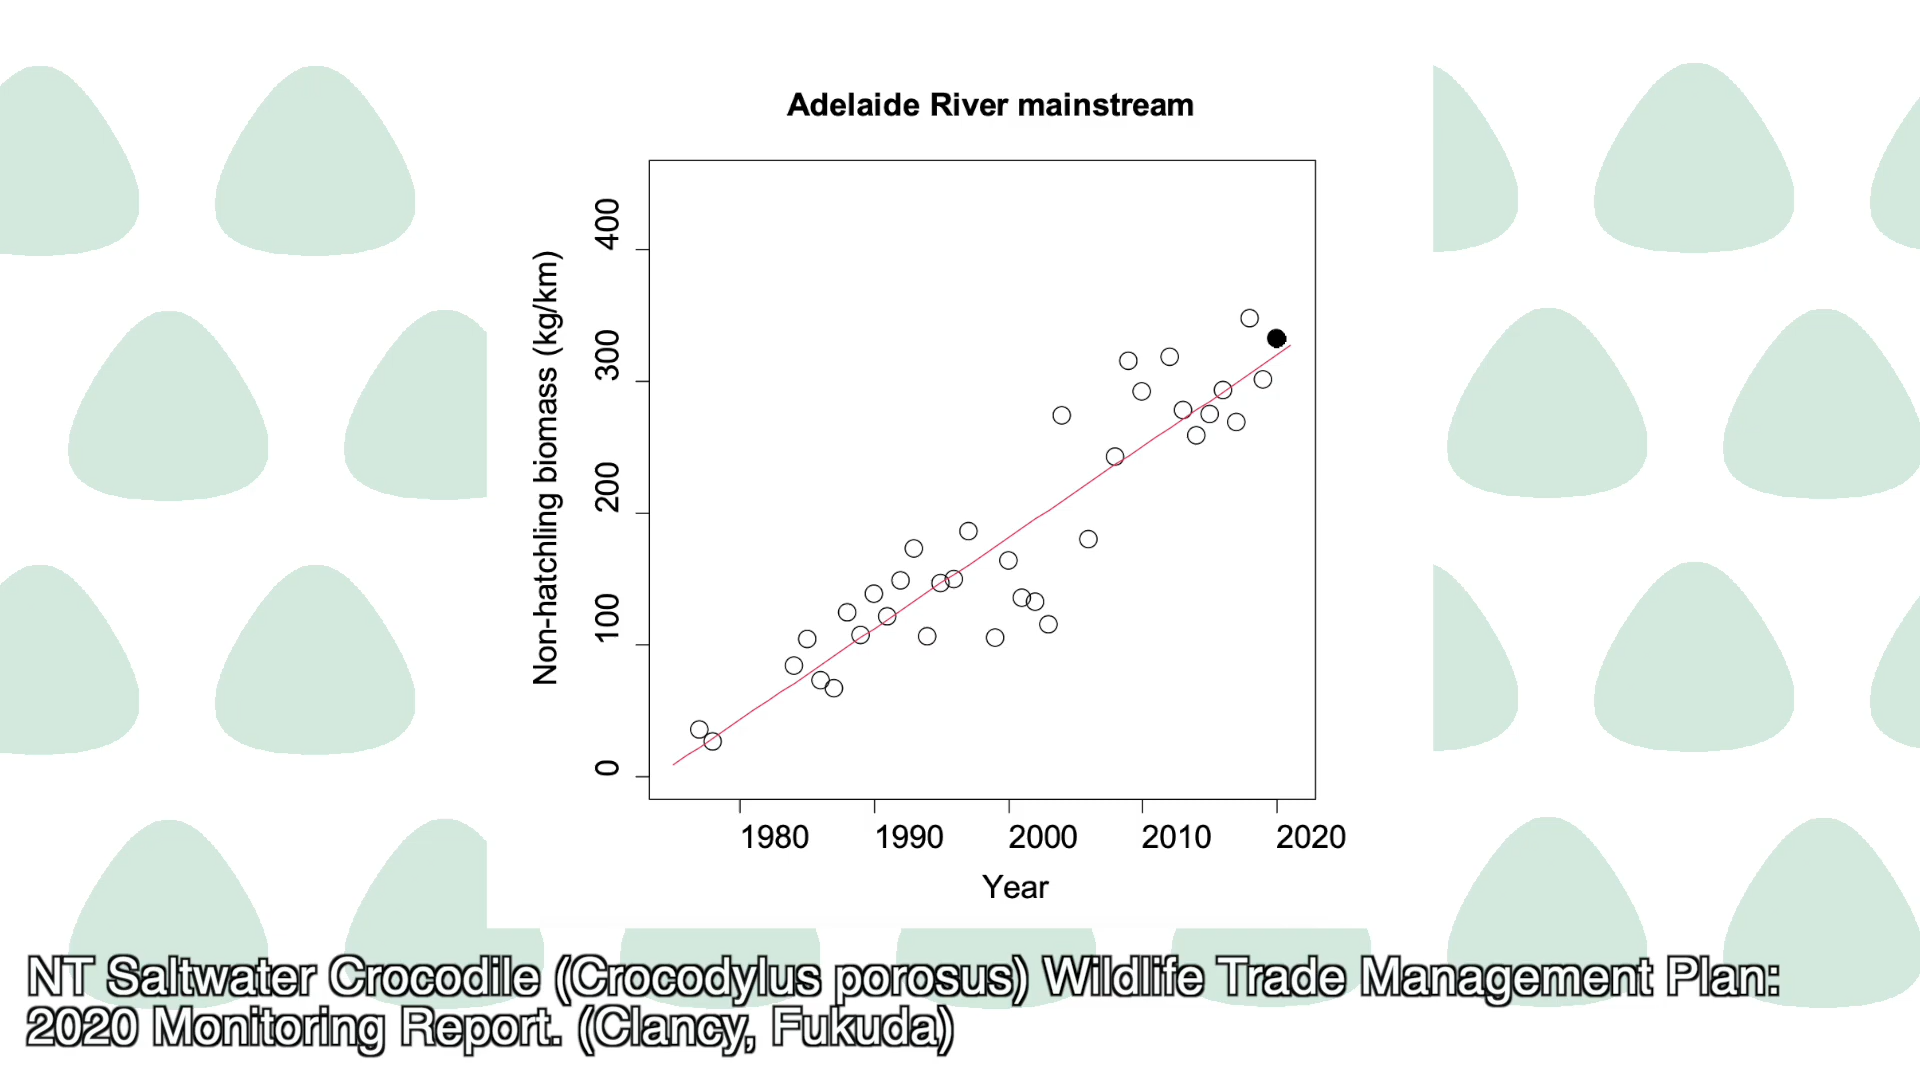 Adelaide River mainstream
Non-hatchling biomass (kg/km)
400
300
200
100
0
1980 1990 2000 2010 2020
Year
NT Saltwater Crocodile (Crocodylus porosus) Wildlife Trade Management Plan:
2020 Monitoring Report. (Clancy, Fukuda)